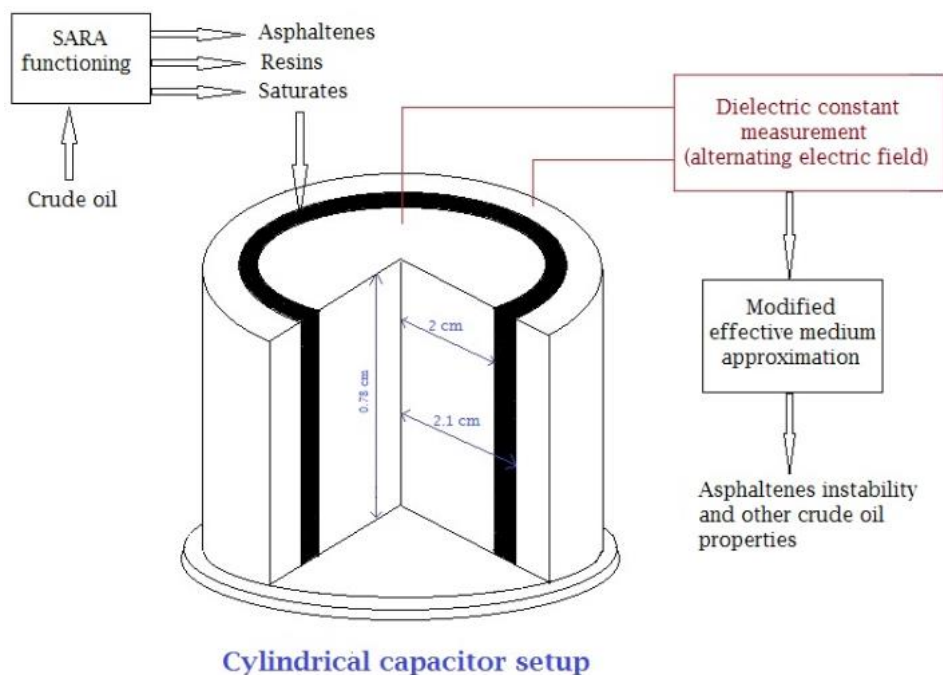 SARA
functioning
Asphaltenes
Resins
Saturates
Crude oil
Dielectric constant
measurement
(alternating electric field)
Modified
effective medium
approximation
2 cm
0.78 cm
2.1 cm
Asphaltenes instability
and other crude oil
properties
Cylindrical capacitor setup